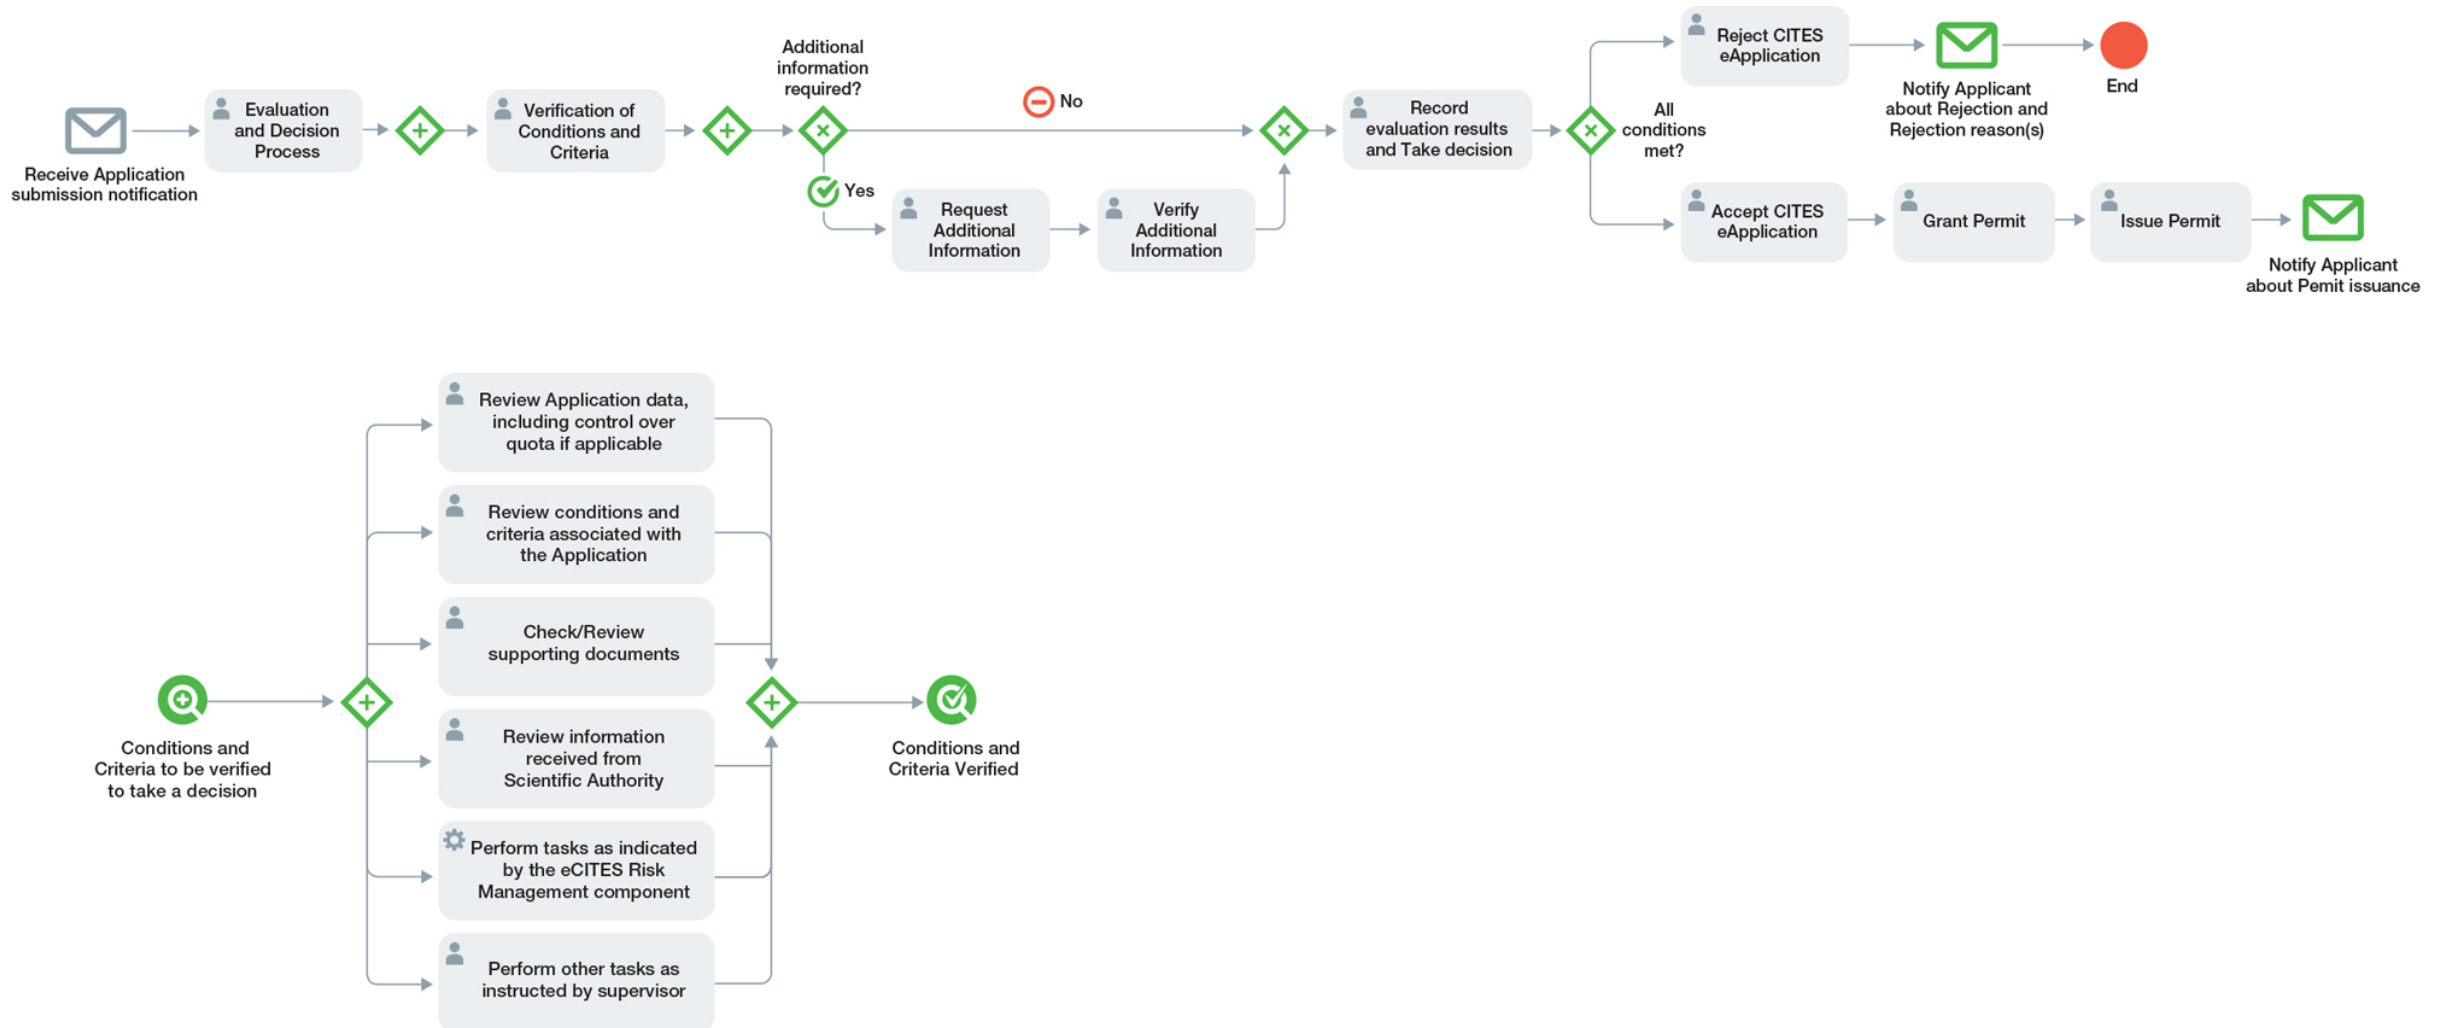 Receive Application
submission notification
Evaluation
and Decision
Process
Verification of
Conditions and
Criteria
Additional
information
required?
No
Yes
Request
Additional
Information
Verify
Additional
Information
Record
evaluation results
and Take decision
All
conditions
met?
Reject CITES
eApplication
Notify Applicant
about Rejection and
Rejection reason(s)
End
Accept CITES
eApplication
Grant Permit
Issue Permit
Notify Applicant
about Pemit issuance
Conditions and
Criteria to be verified
to take a decision
Review Application data,
including control over
quota if applicable
Review conditions and
criteria associated with
the Application
Check/Review
supporting documents
Review information
received from
Scientific Authority
Perform tasks as indicated
by the eCITES Risk
Management component
Perform other tasks as
instructed by supervisor
Conditions and
Criteria Verified